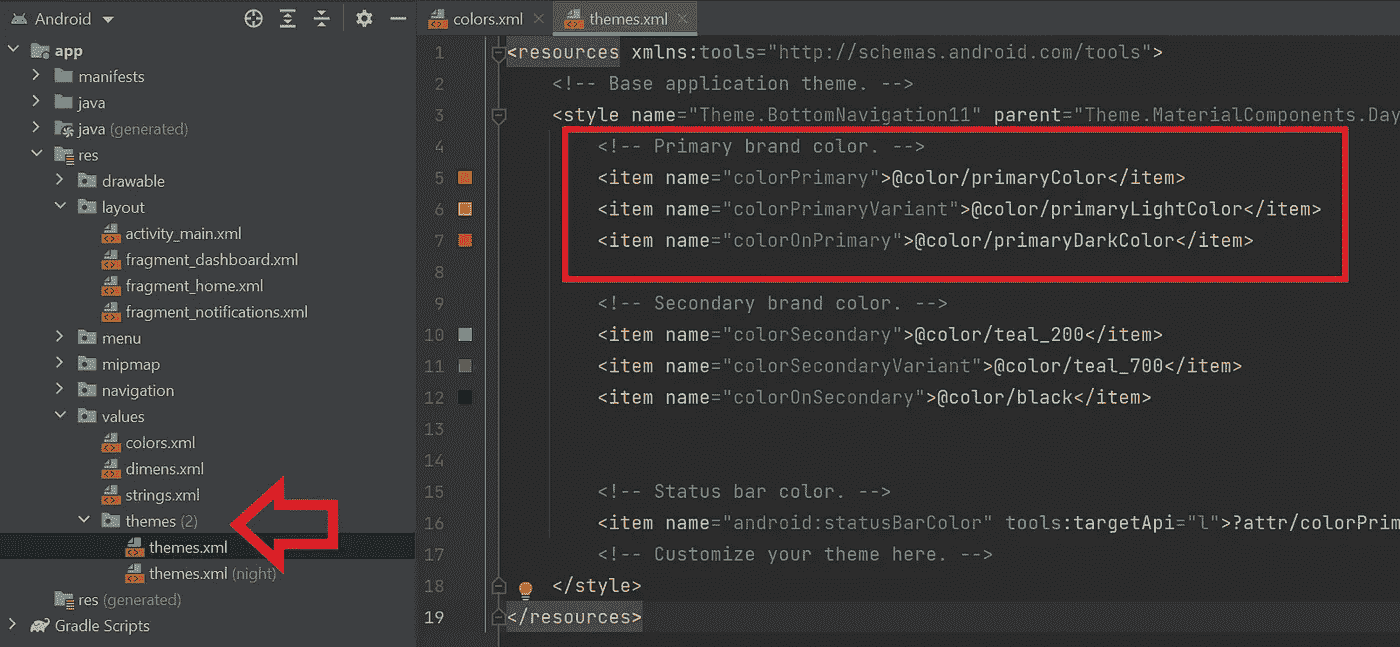 Android
app
manifests
java
java (generated)
res
drawable
layout
activity_main.xml
fragment_dashboard.xml
fragment_home.xml
fragment_notifications.xml
menu
mipmap
navigation
values
colors.xml
dimens.xml
strings.xml
themes (2)
themes.xml
themes.xml (night)
res (generated)
Gradle Scripts
colors.xml themes.xml
1 <resources xmlns:tools="http://schemas.android.com/tools">
2 <!-- Base application theme. -->
3 <style name="Theme.BottomNavigation11" parent="Theme.MaterialComponents.Day
4 <!-- Primary brand color. -->
5 <item name="colorPrimary">@color/primaryColor</item>
6 <item name="colorPrimaryVariant">@color/primaryLightColor</item>
7 <item name="colorOnPrimary">@color/primaryDarkColor</item>
8
9 <!-- Secondary brand color. -->
10 <item name="colorSecondary">@color/teal_200</item>
11 <item name="colorSecondaryVariant">@color/teal_700</item>
12 <item name="colorOnSecondary">@color/black</item>
13
14
15 <!-- Status bar color. -->
16 <item name="android:statusBarColor" tools:targetApi="l">?attr/colorPrim
17 <!-- Customize your theme here. -->
18 </style>
19 </resources>